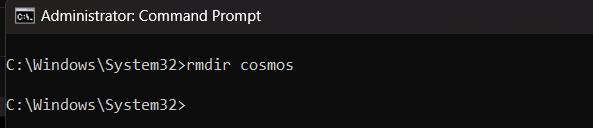 Administrator: Command Prompt
C:\Windows\System32>rmdir cosmos
C:\Windows\System32>